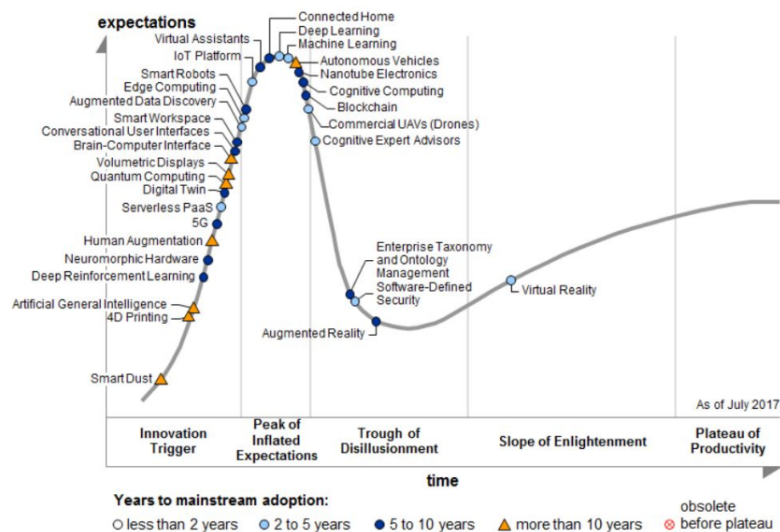 expectations
Connected Home
Deep Learning
Virtual Assistants
Machine Learning
IoT Platform
Autonomous Vehicles
Smart Robots
Nanotube Electronics
Edge Computing
Cognitive Computing
Augmented Data Discovery
Blockchain
Smart Workspace
Commercial UAVs (Drones)
Conversational User Interfaces
Cognitive Expert Advisors
Brain-Computer Interface
Volumetric Displays
Quantum Computing
Digital Twin
Serverless PaaS
5G
Human Augmentation
Neuromorphic Hardware
Deep Reinforcement Learning
Artificial General Intelligence
4D Printing
Smart Dust
Enterprise Taxonomy
and Ontology
Management
Software-Defined
Security
Augmented Reality
Virtual Reality
As of July 2017
Innovation
Trigger
Peak of
Inflated
Expectations
Trough of
Disillusionment
Slope of Enlightenment
Plateau of
Productivity
time
Years to mainstream adoption:
less than 2 years
2 to 5 years
5 to 10 years
more than 10 years
obsolete
before plateau